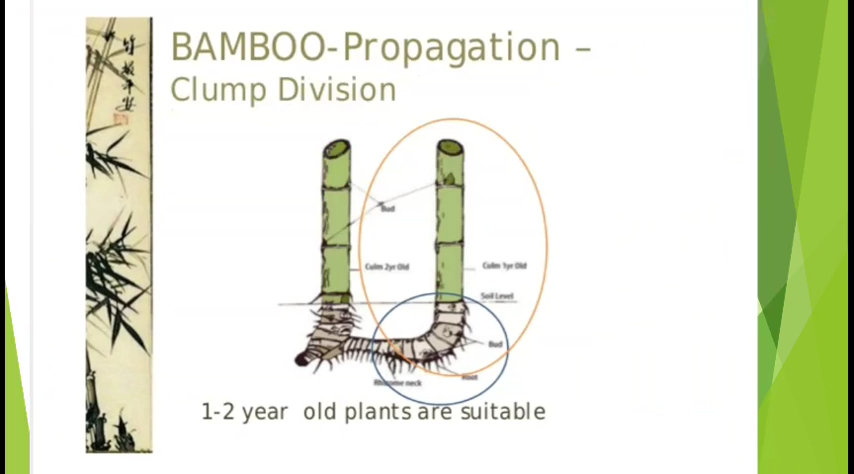 BAMBOO-Propagation –
Clump Division
Bud
Culm 2yr Old
Culm 1yr Old
Soil Level
Bud
Root
Rhizome neck
1-2 year old plants are suitable